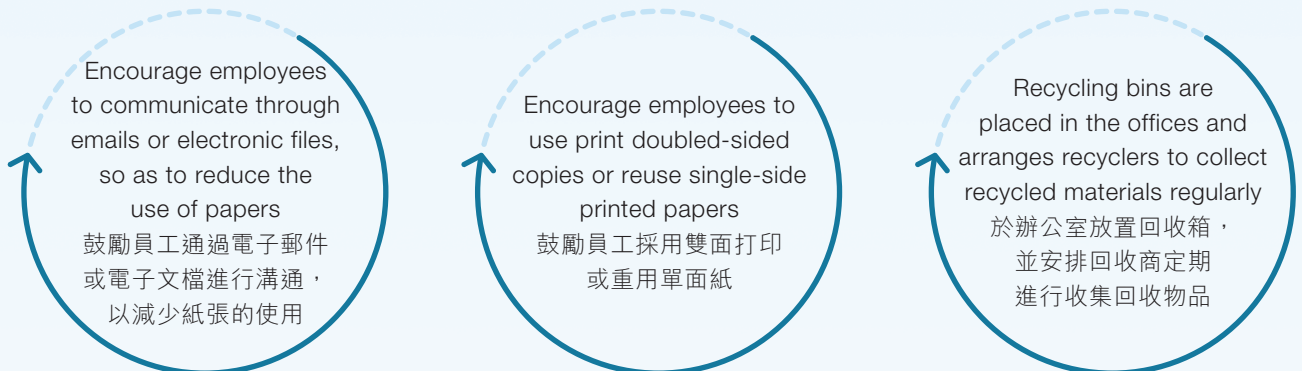 Encourage employees
to communicate through
emails or electronic files,
so as to reduce the
use of papers
鼓勵員工通過電子郵件
或電子文檔進行溝通，
以減少紙張的使用
Encourage employees to
use print doubled-sided
copies or reuse single-side
printed papers
鼓勵員工採用雙面打印
或重用單面紙
Recycling bins are
placed in the offices and
arranges recyclers to collect
recycled materials regularly
於辦公室放置回收箱，
並安排回收商定期
進行收集回收物品